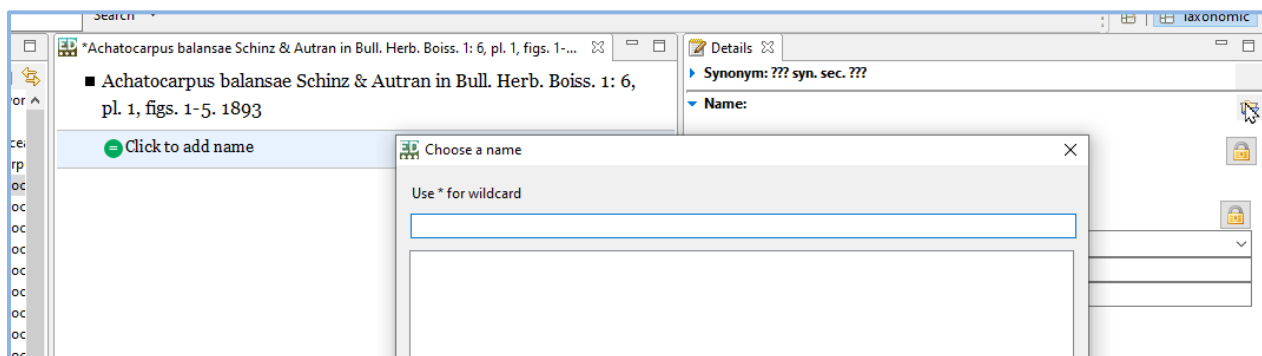 Search
Taxonomic
*Achatocarpus balansae Schinz & Autran in Bull. Herb. Boiss. 1: 6, pl. 1, figs. 1-...
Details
Achatocarpus balansae Schinz & Autran in Bull. Herb. Boiss. 1: 6,
pl. 1, figs. 1-5. 1893
Synonym: ??? syn. sec. ???
Name:
Click to add name
Choose a name
Use * for wildcard